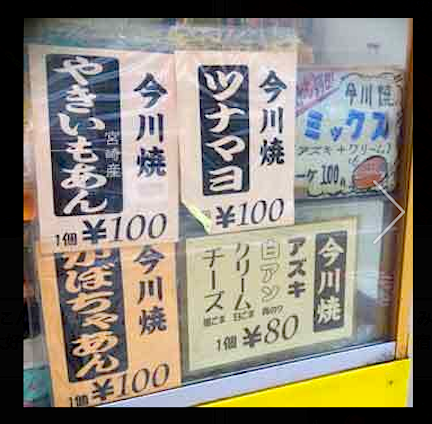 今川焼
やきいもあん
宮崎産
1個 ¥100
今川焼
ツナマヨ
¥100
今川焼
ミックス
アズキ+クリーム
100
今川焼
かぼちゃあん
1個 ¥100
今川焼
アズキ
白アン
クリーム
チーズ
1個 ¥80